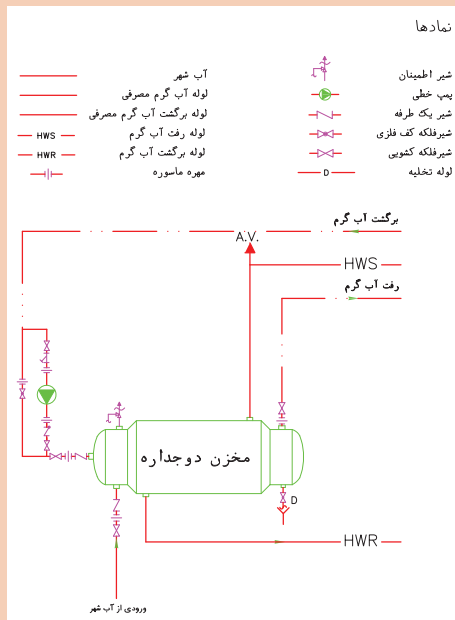 نمادها
شیر اطمینان
پمپ خطی
شیر یک طرفه
شیرفلکه کف فلزی
شیرفلکه کشویی
لوله تخلیه
D
آب شهر
لوله آب گرم مصرفی
لوله برگشت آب گرم مصرفی
لوله رفت آب گرم
HWS
لوله برگشت آب گرم
HWR
مهره ماسوره
برگشت آب گرم
A.V.
HWS
رفت آب گرم
مخزن دوجداره
D
HWR
ورودی از آب شهر